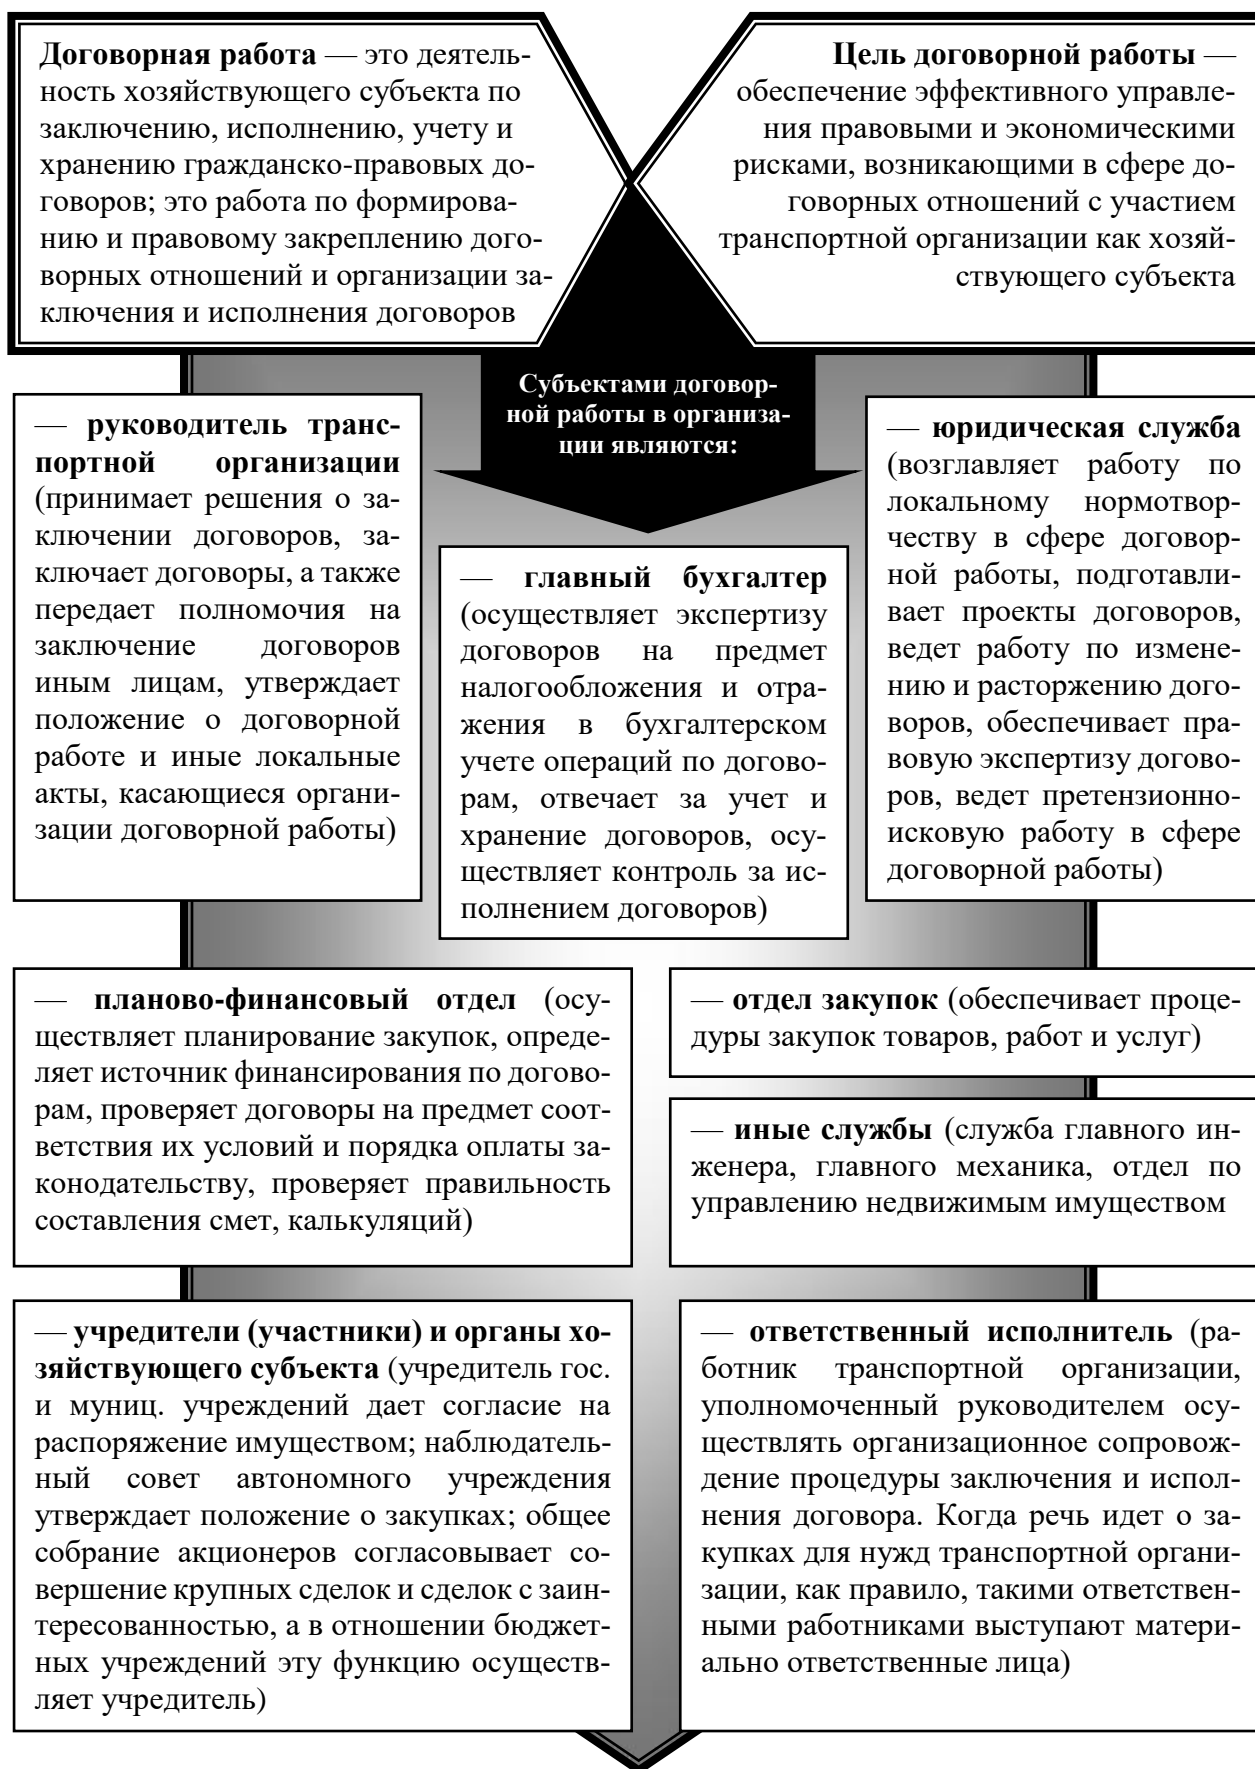 Договорная работа — это деятель-
ность хозяйствующего субъекта по
заключению, исполнению, учету и
хранению гражданско-правовых до-
говоров; это работа по формирова-
нию и правовому закреплению дого-
ворных отношений и организации за-
ключения и исполнения договоров
Цель договорной работы —
обеспечение эффективного управле-
ния правовыми и экономическими
рисками, возникающими в сфере до-
говорных отношений с участием
транспортной организации как хозяй-
ствующего субъекта
Субъектами договор-
ной работы в организа-
ции являются:
— руководитель транс-
портной организации
(принимает решения о за-
ключении договоров, за-
ключает договоры, а также
передает полномочия на
заключение договоров
иным лицам, утверждает
положение о договорной
работе и иные локальные
акты, касающиеся органи-
зации договорной работы)
— главный бухгалтер
(осуществляет экспертизу
договоров на предмет
налогообложения и отра-
жения в бухгалтерском
учете операций по догово-
рам, отвечает за учет и
хранение договоров, осу-
ществляет контроль за ис-
полнением договоров)
— юридическая служба
(возглавляет работу по
локальному нормотвор-
честву в сфере договор-
ной работы, подготавли-
вает проекты договоров,
ведет работу по измене-
нию и расторжению дого-
воров, обеспечивает пра-
вовую экспертизу догово-
ров, ведет претензионно-
исковую работу в сфере
договорной работы)
— планово-финансовый отдел (осу-
ществляет планирование закупок, опреде-
ляет источник финансирования по догово-
рам, проверяет договоры на предмет соот-
ветствия их условий и порядка оплаты за-
конодательству, проверяет правильность
составления смет, калькуляций)
— отдел закупок (обеспечивает проце-
дуры закупок товаров, работ и услуг)
— иные службы (служба главного ин-
женера, главного механика, отдел по
управлению недвижимым имуществом
— учредители (участники) и органы хо-
зяйствующего субъекта (учредитель гос.
и муниц. учреждений дает согласие на
распоряжение имуществом; наблюдатель-
ный совет автономного учреждения
утверждает положение о закупках; общее
собрание акционеров согласовывает со-
вершение крупных сделок и сделок с заин-
тересованностью, а в отношении бюджет-
ных учреждений эту функцию осуществ-
ляет учредитель)
— ответственный исполнитель (ра-
ботник транспортной организации,
уполномоченный руководителем осу-
ществлять организационное сопровож-
дение процедуры заключения и испол-
нения договора. Когда речь идет о за-
купках для нужд транспортной органи-
зации, как правило, такими ответствен-
ными работниками выступают матери-
ально ответственные лица)